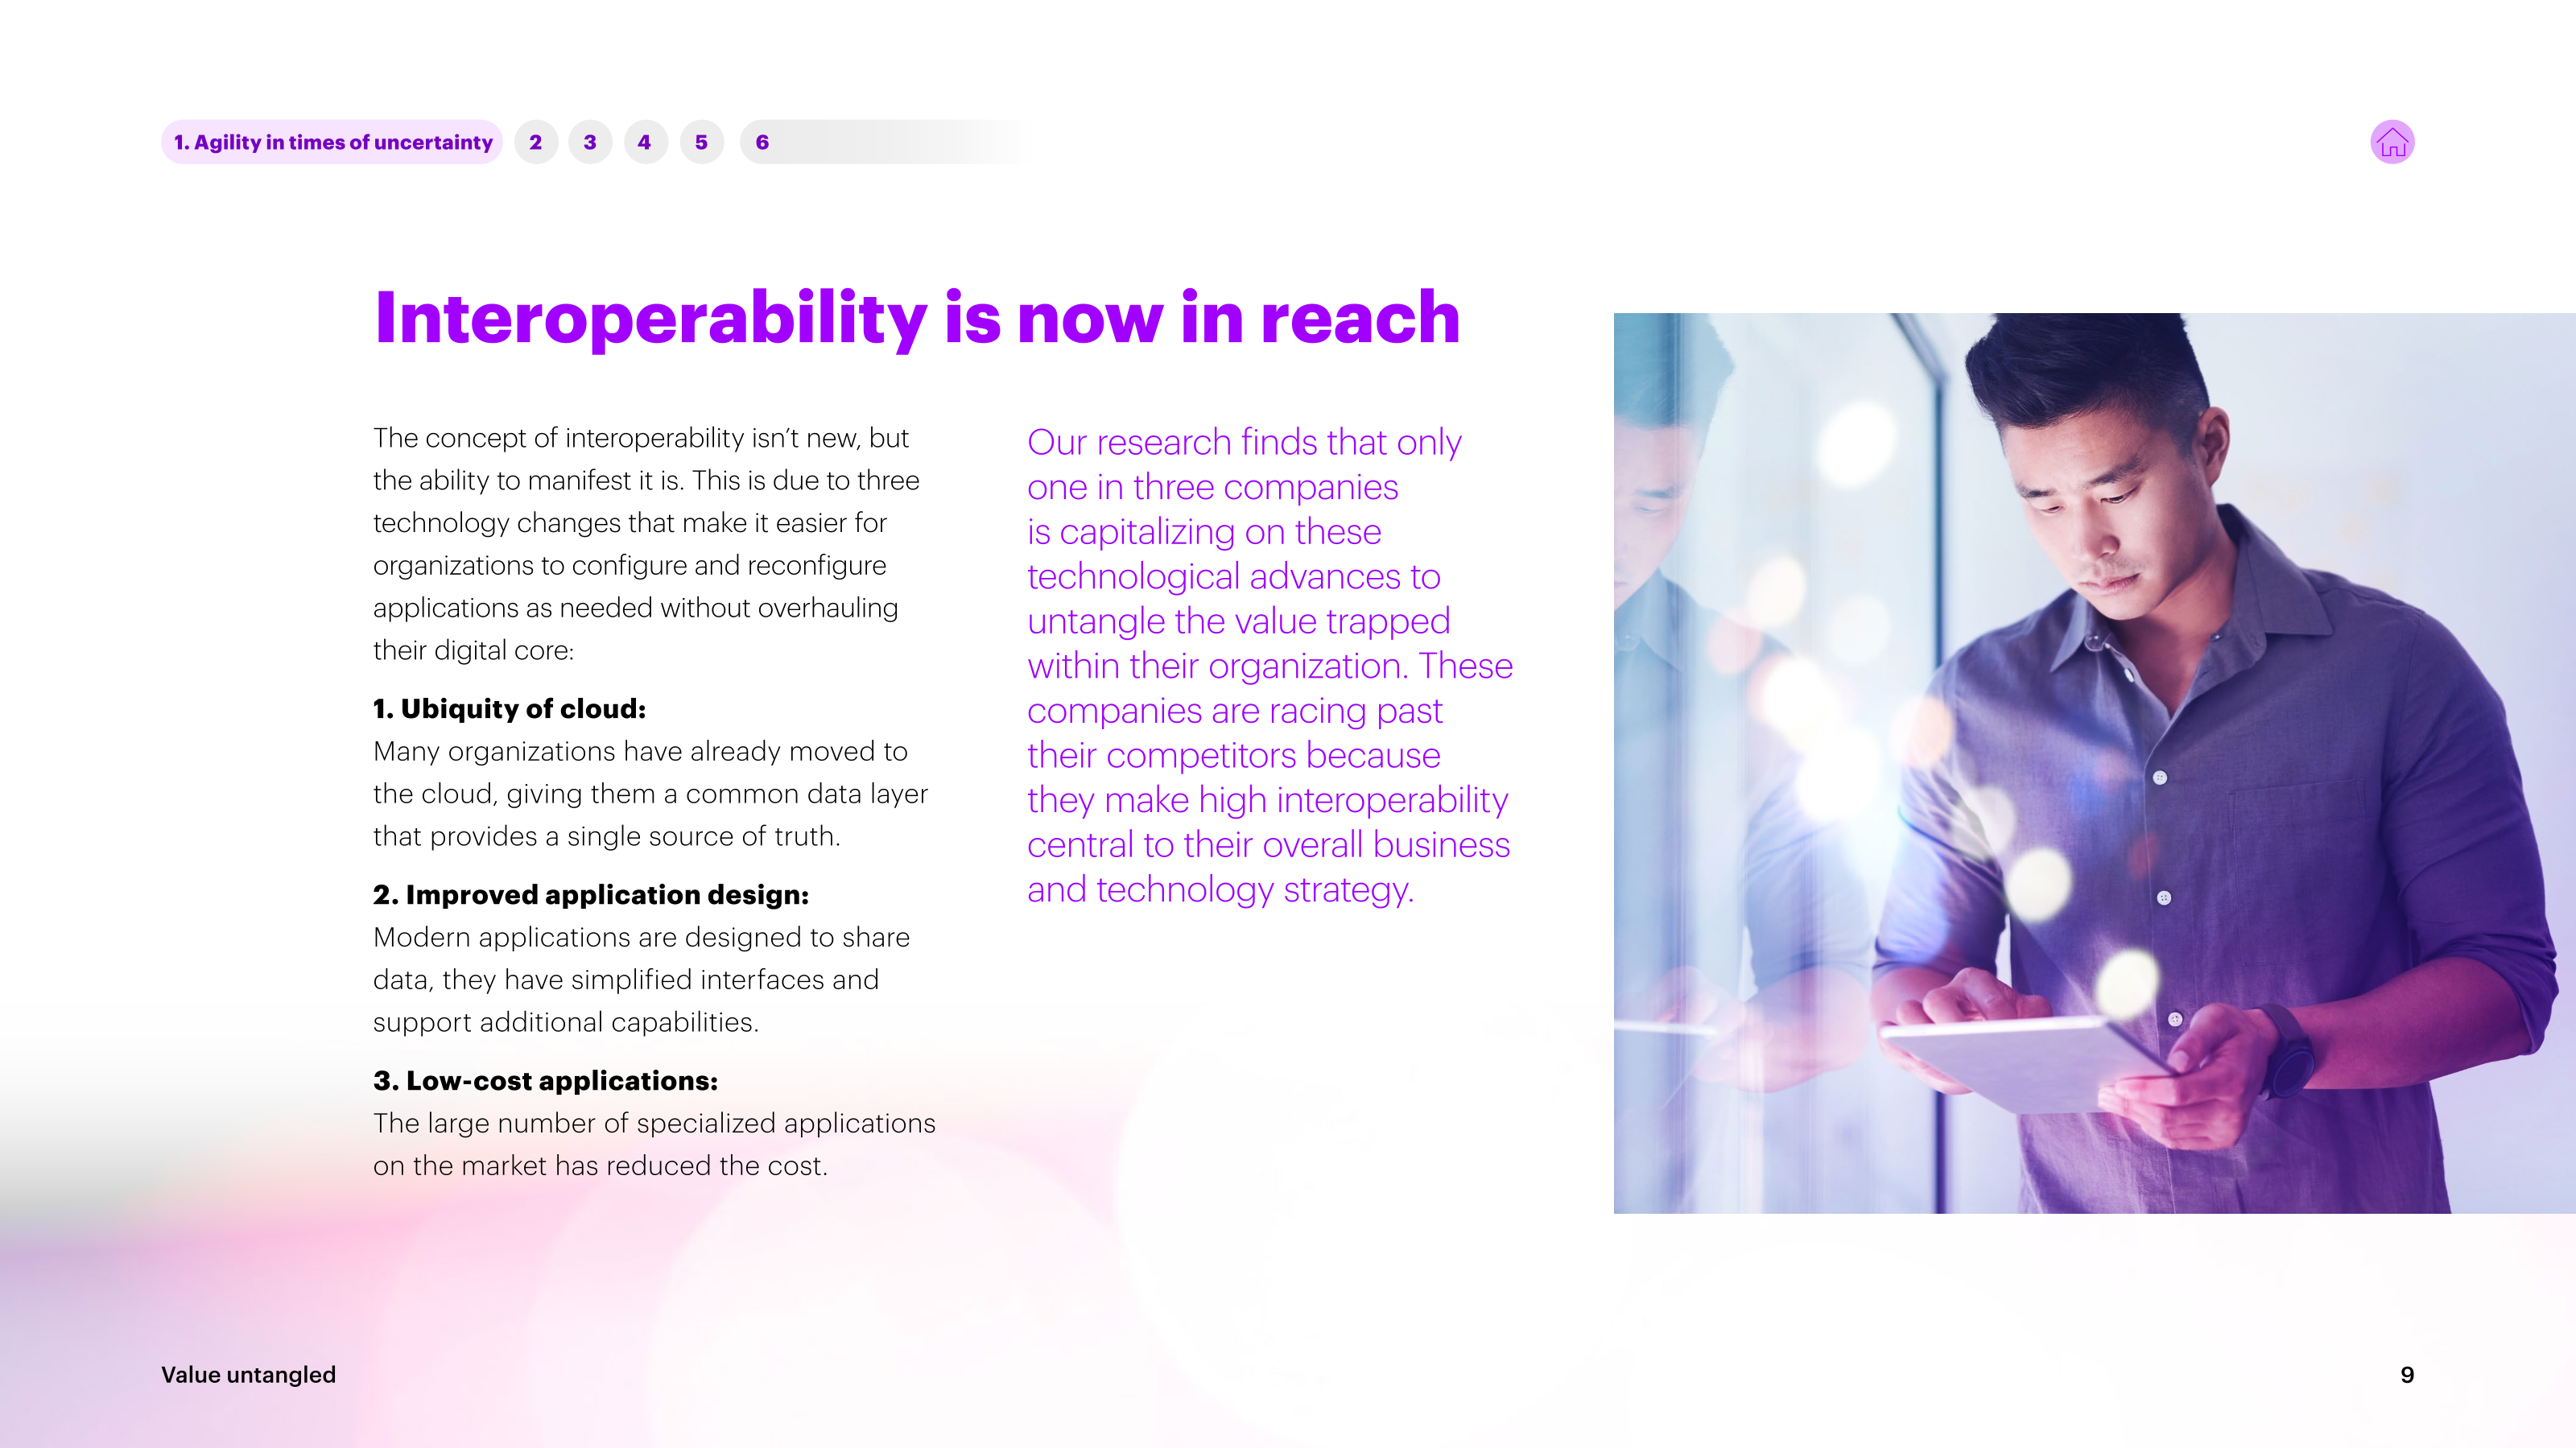 1. Agility in times of uncertainty 2 3 4 5 6
Interoperability is now in reach
The concept of interoperability isn’t new, but
the ability to manifest it is. This is due to three
technology changes that make it easier for
organizations to configure and reconfigure
applications as needed without overhauling
their digital core:
1. Ubiquity of cloud:
Many organizations have already moved to
the cloud, giving them a common data layer
that provides a single source of truth.
2. Improved application design:
Modern applications are designed to share
data, they have simplified interfaces and
support additional capabilities.
3. Low-cost applications:
The large number of specialized applications
on the market has reduced the cost.
Our research finds that only
one in three companies
is capitalizing on these
technological advances to
untangle the value trapped
within their organization. These
companies are racing past
their competitors because
they make high interoperability
central to their overall business
and technology strategy.
Value untangled
9